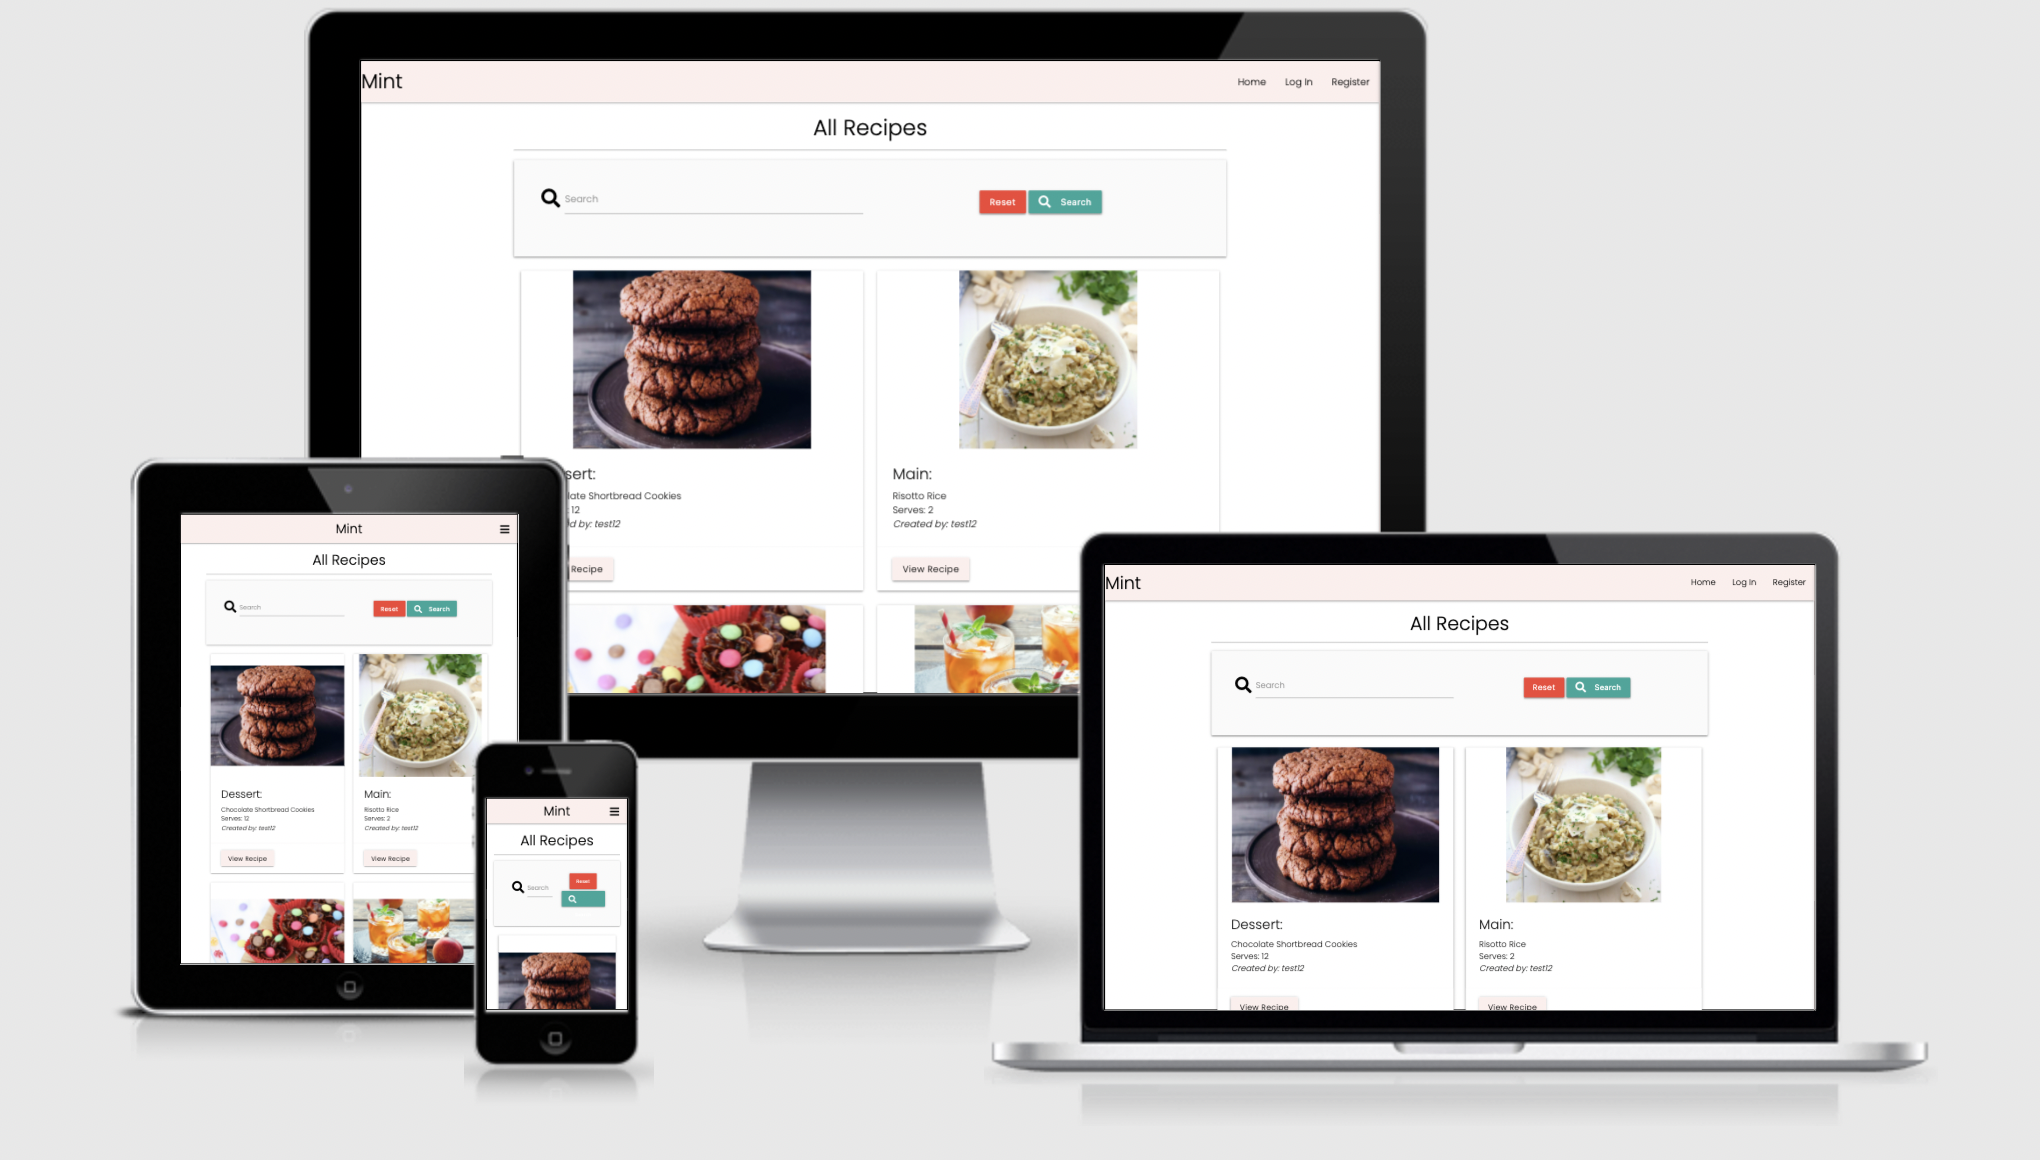 Mint
Home Log In Register
All Recipes
Search
Reset Search
sert:
late Shortbread Cookies
: 12
d by: test12
Recipe
Main:
Risotto Rice
Serves: 2
Created by: test12
View Recipe
Mint
All Recipes
Search
Reset Search
Dessert:
Chocolate Shortbread Cookies
Serves: 12
Created by: test12
View Recipe
Main:
Risotto Rice
Serves: 2
Created by: test12
View Recipe
Mint
All Recipes
Search
Reset
Mint
Home Log In Register
All Recipes
Search
Reset Search
Dessert:
Chocolate Shortbread Cookies
Serves: 12
Created by: test12
View Recipe
Main:
Risotto Rice
Serves: 2
Created by: test12
View Recipe